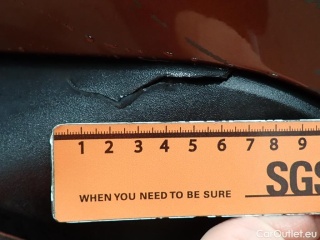 1 2 3 4 5 6 7 8 9
WHEN YOU NEED TO BE SURE
SGS
CarOutlet.eu